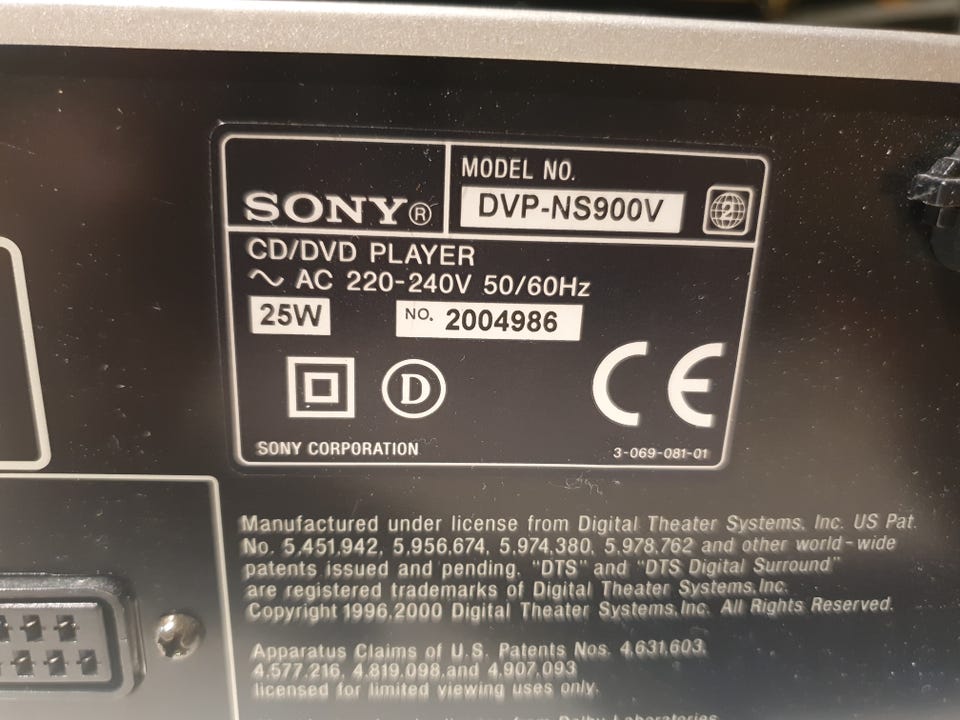 MODEL NO.
SONY® DVP-NS900V 2
CD/DVD PLAYER
~ AC 220-240V 50/60Hz
25W NO. 2004986
D CE
SONY CORPORATION 3-069-081-01
Manufactured under license from Digital Theater Systems, Inc. US Pat.
No. 5,451,942, 5,956,674, 5,974,380, 5,978,762 and other world-wide
patents issued and pending. "DTS" and "DTS Digital Surround"
are registered trademarks of Digital Theater Systems,Inc.
Copyright 1996,2000 Digital Theater Systems,Inc. All Rights Reserved.
Apparatus Claims of U.S. Patents Nos. 4,631,603,
4,577,216, 4,819,098,and 4,907,093
licensed for limited viewing uses only.
Dolby Laboratories